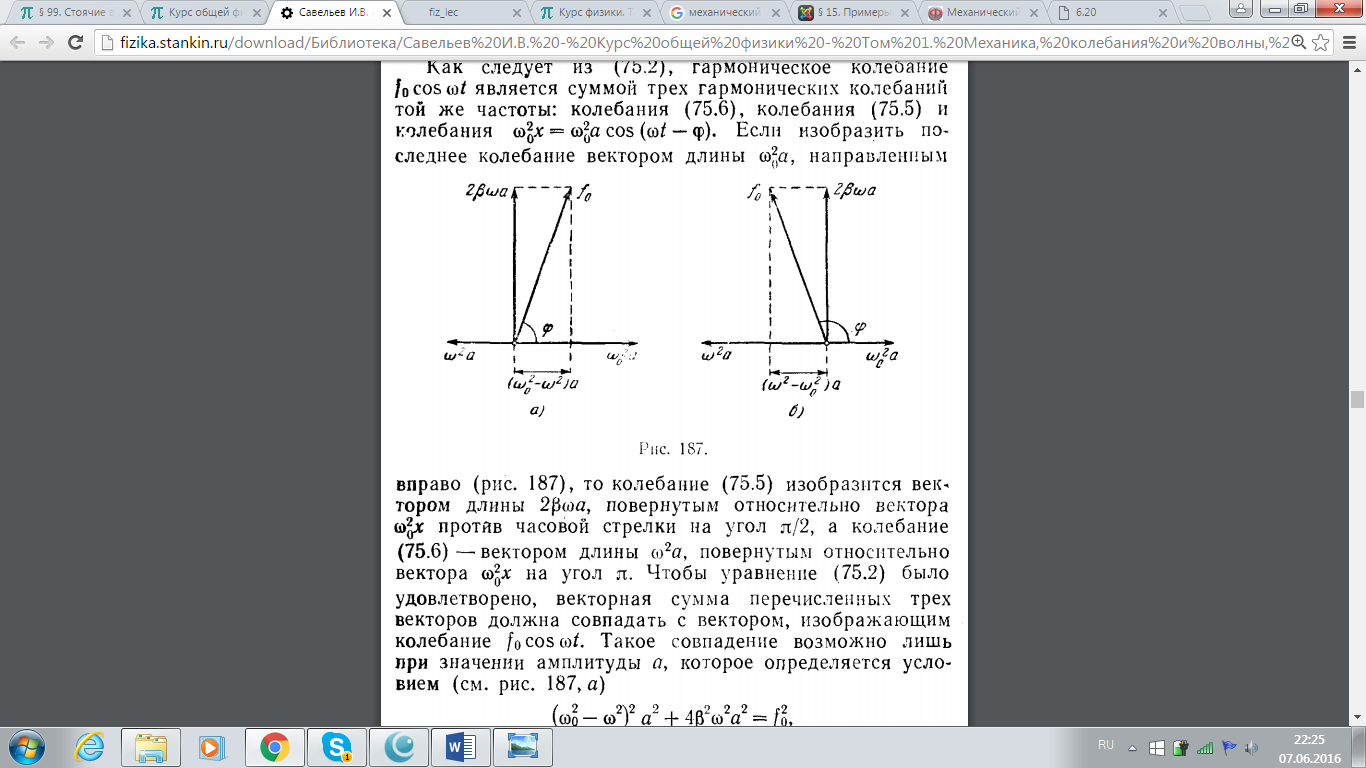 § 99. Стоячие в
Курс общей фи
Савельев И.В.
fiz_lec
Курс физики. Т
механический
§ 15. Примеры
Механический
6.20
fizika.stankin.ru/download/Библиотека/Савельев%20И.В.%20-%20Курс%20общей%20физики%20-%20Том%201.%20Механика,%20колебания%20и%20волны,%2
Как следует из (75.2), гармоническое колебание
f₀ cos ωt является суммой трех гармонических колебаний
той же частоты: колебания (75.6), колебания (75.5) и
колебания ω₀²x = ω₀²a cos (ωt − φ). Если изобразить по-
следнее колебание вектором длины ω₀²a, направленным
2βωa f₀
φ
ω²a ω₀²a
(ω₀²−ω²)a
а)
f₀ 2βωa
φ
ω²a ω₀²a
(ω²−ω₀²)a
б)
Рис. 187.
вправо (рис. 187), то колебание (75.5) изобразится век-
тором длины 2βωa, повернутым относительно вектора
ω₀²x против часовой стрелки на угол π/2, а колебание
(75.6) — вектором длины ω²a, повернутым относительно
вектора ω₀²x на угол π. Чтобы уравнение (75.2) было
удовлетворено, векторная сумма перечисленных трех
векторов должна совпадать с вектором, изображающим
колебание f₀ cos ωt. Такое совпадение возможно лишь
при значении амплитуды a, которое определяется усло-
вием (см. рис. 187, а)
(ω₀² − ω²)² a² + 4β²ω²a² = f₀²,
RU
22:25
07.06.2016